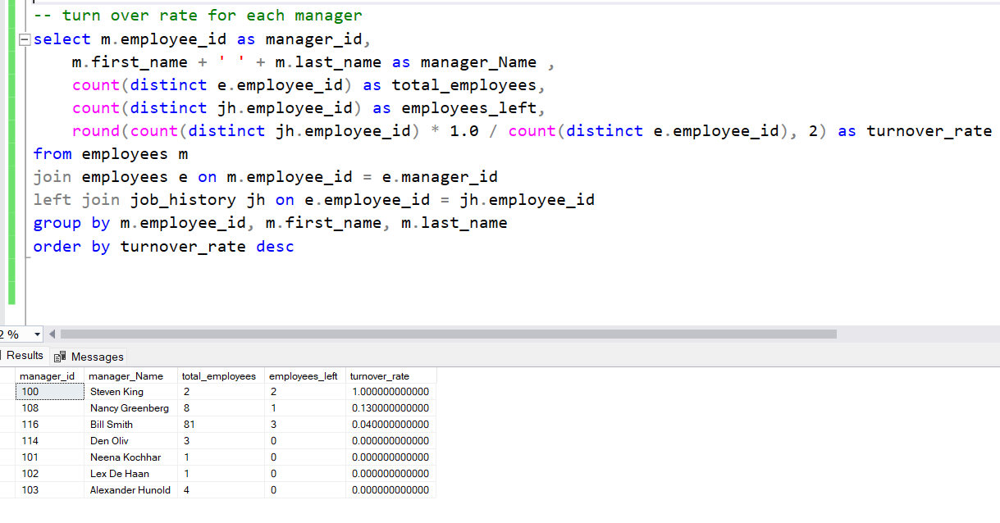 -- turn over rate for each manager
select m.employee_id as manager_id,
m.first_name + ' ' + m.last_name as manager_Name ,
count(distinct e.employee_id) as total_employees,
count(distinct jh.employee_id) as employees_left,
round(count(distinct jh.employee_id) * 1.0 / count(distinct e.employee_id), 2) as turnover_rate
from employees m
join employees e on m.employee_id = e.manager_id
left join job_history jh on e.employee_id = jh.employee_id
group by m.employee_id, m.first_name, m.last_name
order by turnover_rate desc
2 %
Results Messages
manager_id manager_Name total_employees employees_left turnover_rate
100 Steven King 2 2 1.000000000000
108 Nancy Greenberg 8 1 0.130000000000
116 Bill Smith 81 3 0.040000000000
114 Den Oliv 3 0 0.000000000000
101 Neena Kochhar 1 0 0.000000000000
102 Lex De Haan 1 0 0.000000000000
103 Alexander Hunold 4 0 0.000000000000